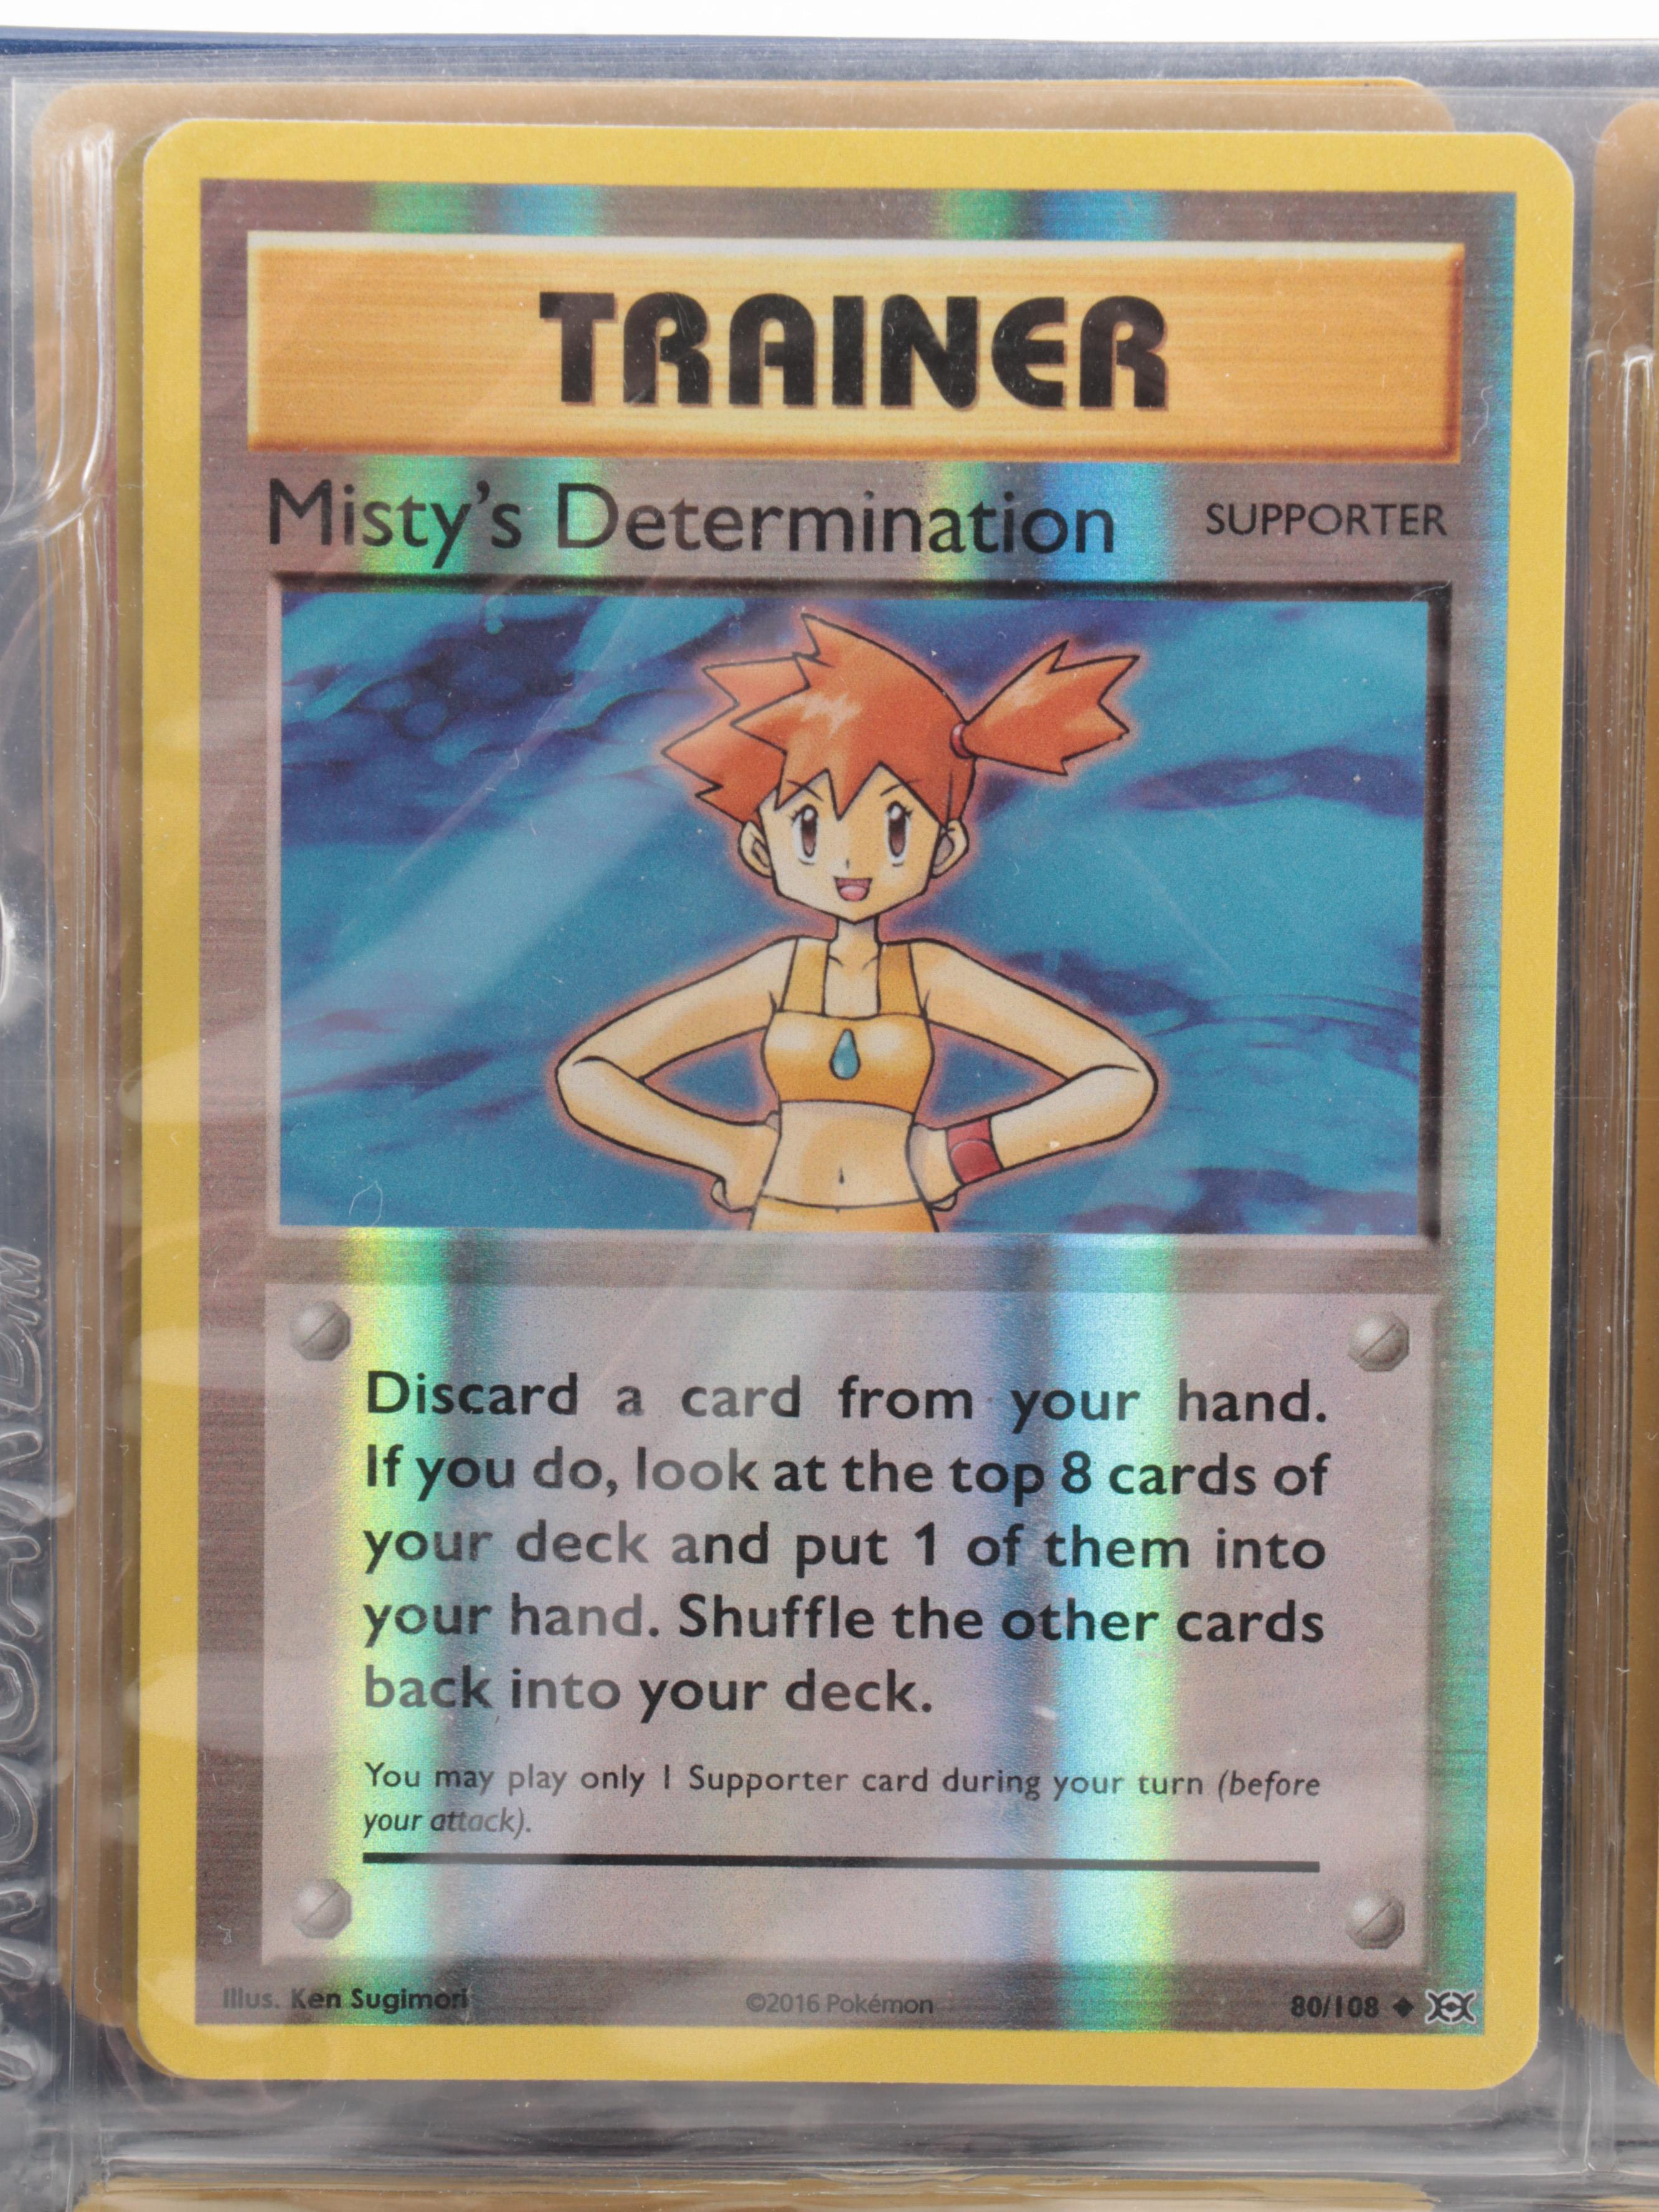 TRAINER
Misty's Determination SUPPORTER
Discard a card from your hand.
If you do, look at the top 8 cards of
your deck and put 1 of them into
your hand. Shuffle the other cards
back into your deck.
You may play only 1 Supporter card during your turn (before
your attack).
Illus. Ken Sugimori ©2016 Pokémon 80/108